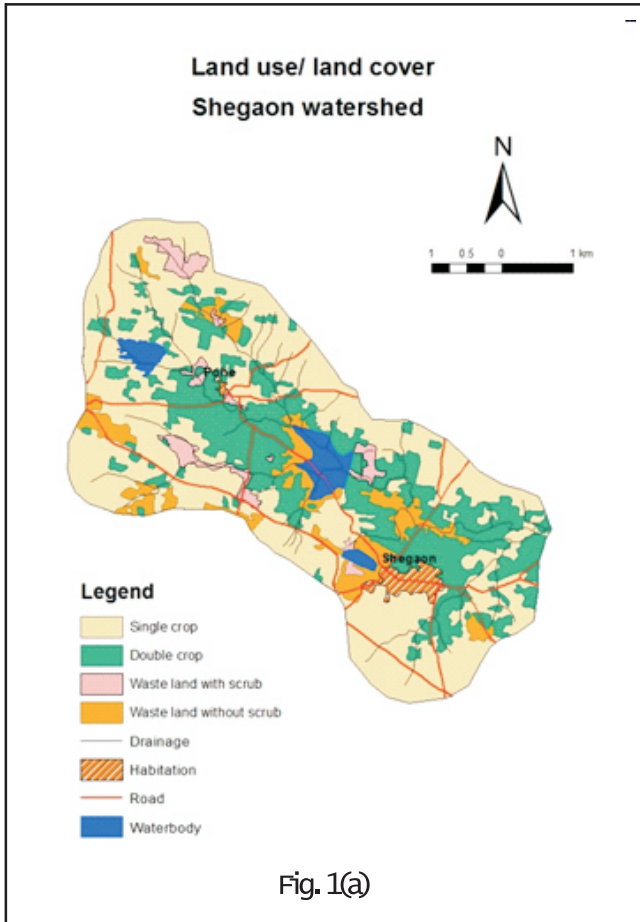 Land use/ land cover
Shegaon watershed
N
1 0.5 0 1 km
Pohe
Shegaon
Legend
Single crop
Double crop
Waste land with scrub
Waste land without scrub
Drainage
Habitation
Road
Waterbody
Fig. 1(a)